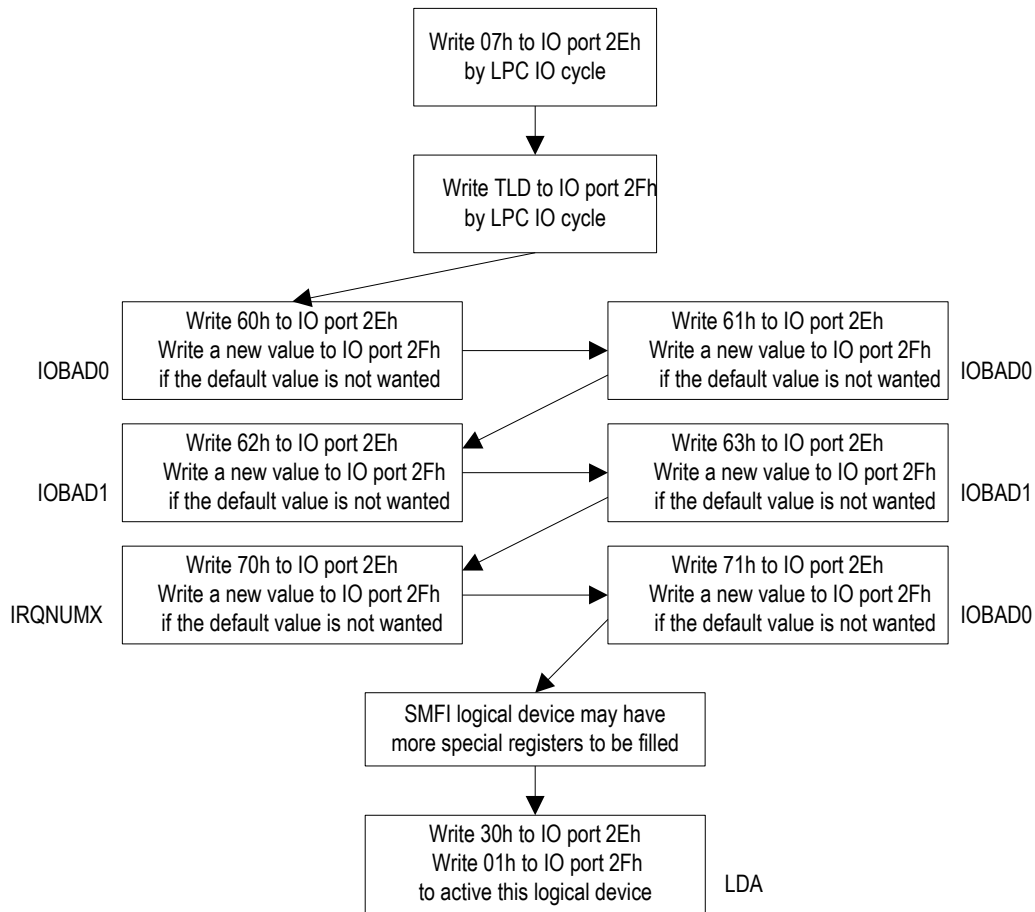 Write 07h to IO port 2Eh
by LPC IO cycle
Write TLD to IO port 2Fh
by LPC IO cycle
Write 60h to IO port 2Eh
Write a new value to IO port 2Fh
if the default value is not wanted
IOBAD0
Write 61h to IO port 2Eh
Write a new value to IO port 2Fh
if the default value is not wanted
IOBAD0
Write 62h to IO port 2Eh
Write a new value to IO port 2Fh
if the default value is not wanted
IOBAD1
Write 63h to IO port 2Eh
Write a new value to IO port 2Fh
if the default value is not wanted
IOBAD1
Write 70h to IO port 2Eh
Write a new value to IO port 2Fh
if the default value is not wanted
IRQNUMX
Write 71h to IO port 2Eh
Write a new value to IO port 2Fh
if the default value is not wanted
IOBAD0
SMFI logical device may have
more special registers to be filled
Write 30h to IO port 2Eh
Write 01h to IO port 2Fh
to active this logical device
LDA